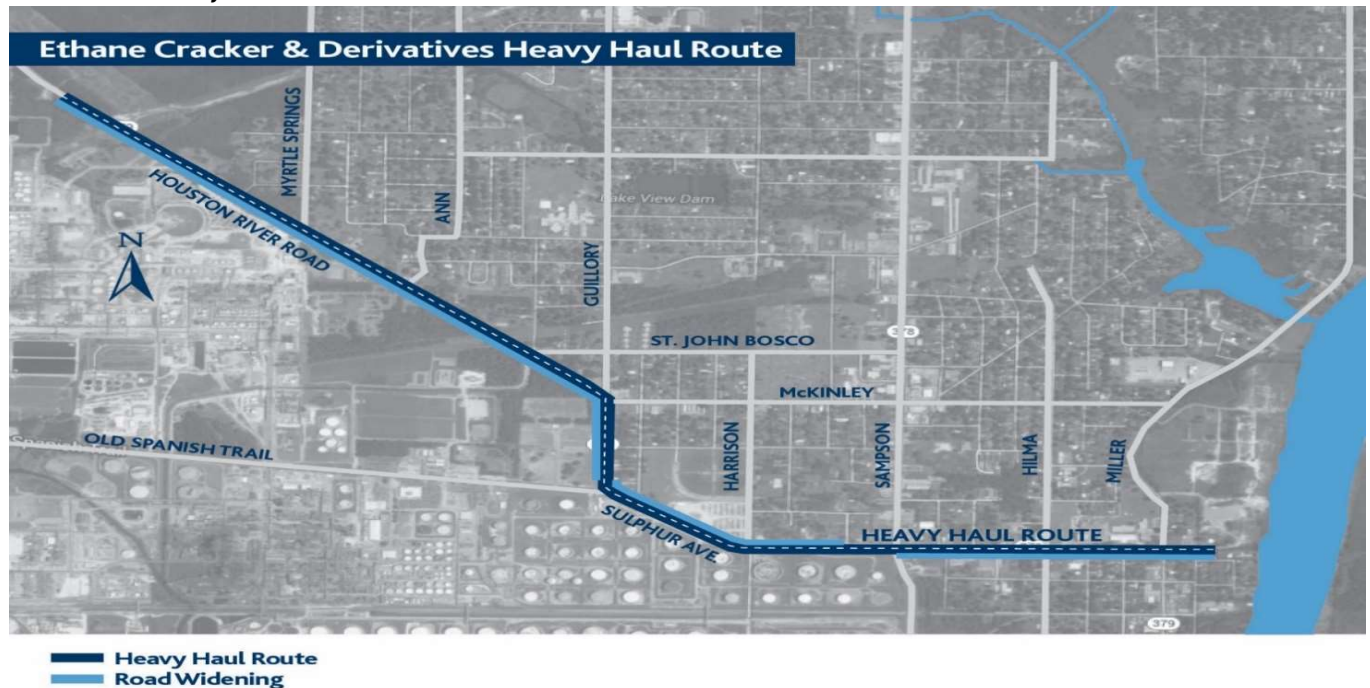 Ethane Cracker & Derivatives Heavy Haul Route
MYRTLE SPRINGS
HOUSTON RIVER ROAD
ANN
Lake View Dam
N
GUILLORY
ST. JOHN BOSCO
378
McKINLEY
OLD SPANISH TRAIL
HARRISON
SAMPSON
HILMA
MILLER
SULPHUR AVE.
HEAVY HAUL ROUTE
379
Heavy Haul Route
Road Widening